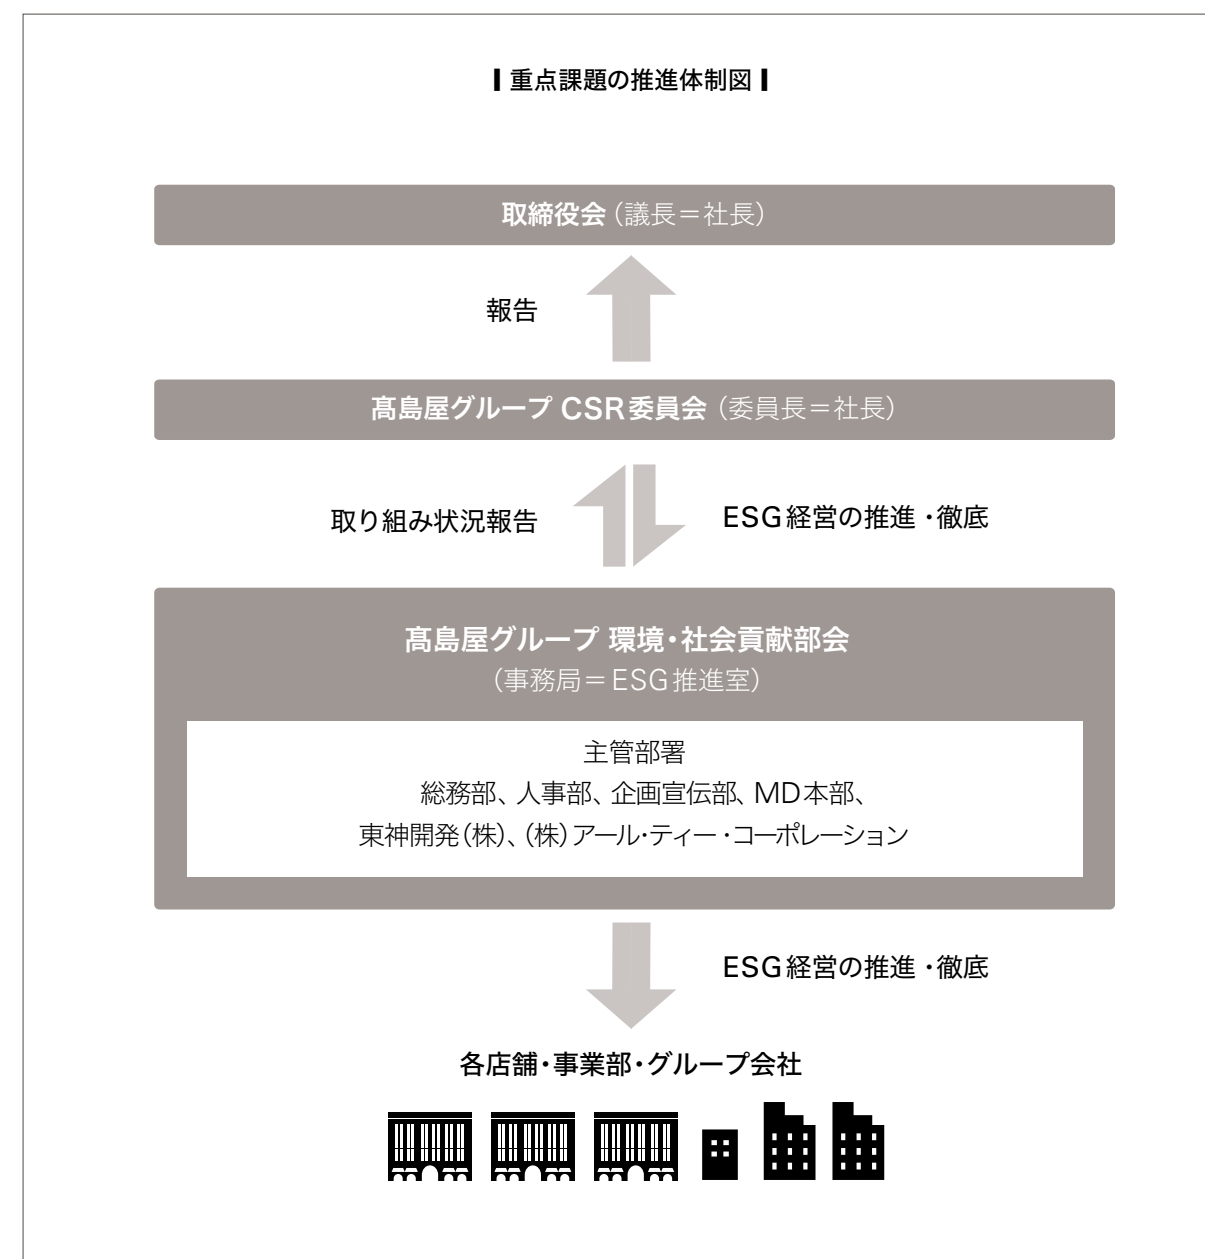 重点課題の推進体制図
取締役会（議長＝社長）
報告
髙島屋グループ CSR委員会（委員長＝社長）
取り組み状況報告
ESG経営の推進・徹底
髙島屋グループ 環境・社会貢献部会
（事務局＝ESG推進室）
主管部署
総務部、人事部、企画宣伝部、MD本部、
東神開発（株）、（株）アール・ティー・コーポレーション
ESG経営の推進・徹底
各店舗・事業部・グループ会社